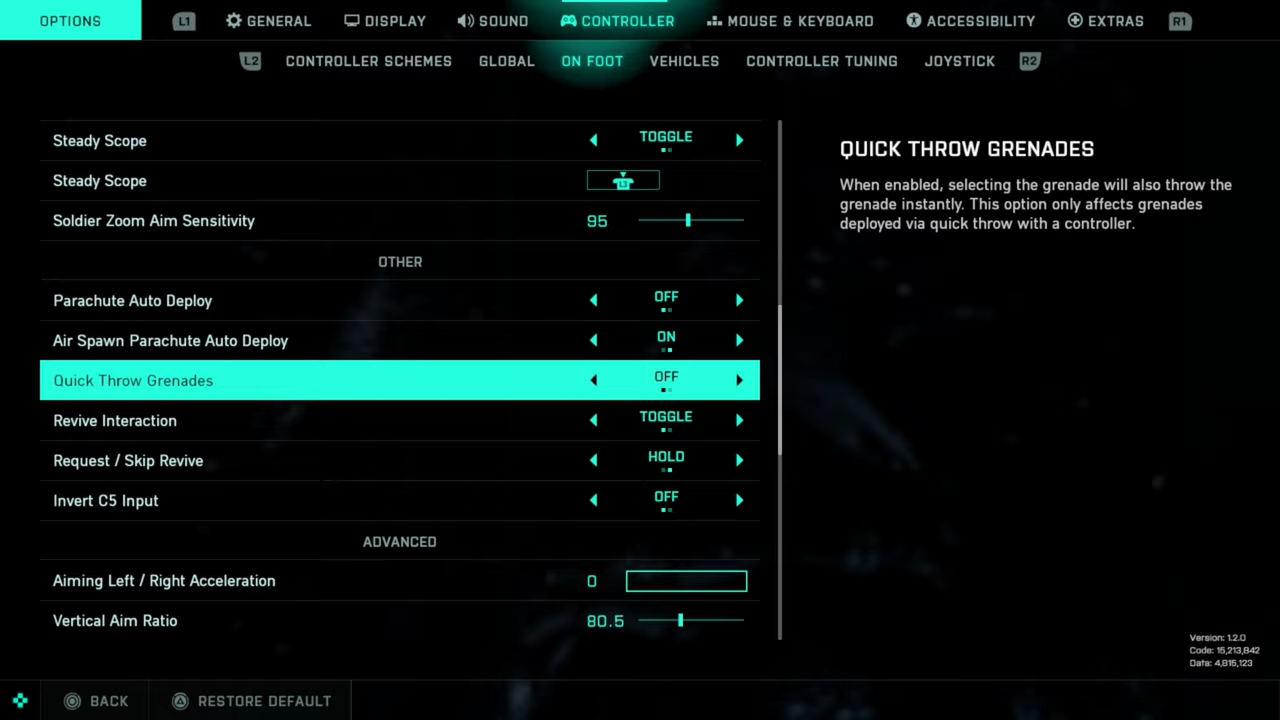 OPTIONS
L1
GENERAL
DISPLAY
SOUND
CONTROLLER
MOUSE & KEYBOARD
ACCESSIBILITY
EXTRAS
R1
L2
CONTROLLER SCHEMES
GLOBAL
ON FOOT
VEHICLES
CONTROLLER TUNING
JOYSTICK
R2
Steady Scope
TOGGLE
Steady Scope
L3
Soldier Zoom Aim Sensitivity
95
OTHER
Parachute Auto Deploy
OFF
Air Spawn Parachute Auto Deploy
ON
Quick Throw Grenades
OFF
Revive Interaction
TOGGLE
Request / Skip Revive
HOLD
Invert C5 Input
OFF
ADVANCED
Aiming Left / Right Acceleration
0
Vertical Aim Ratio
80.5
QUICK THROW GRENADES
When enabled, selecting the grenade will also throw the
grenade instantly. This option only affects grenades
deployed via quick throw with a controller.
Version: 1.2.0
Code: 15,213,842
Data: 4,815,123
BACK
RESTORE DEFAULT